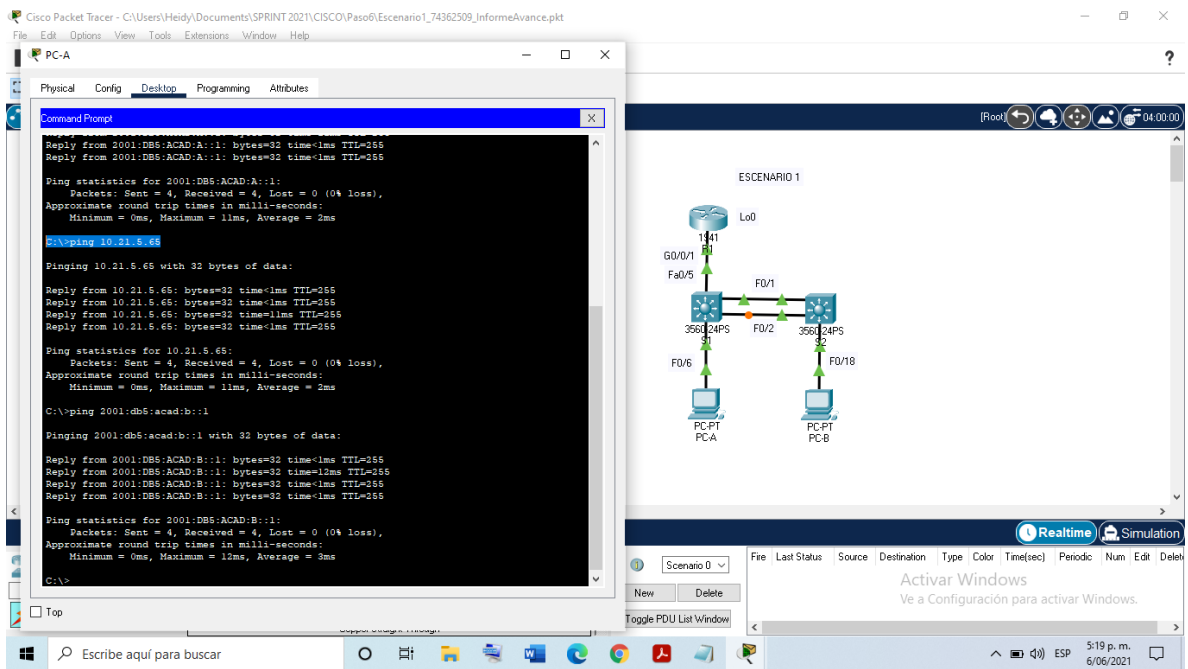 Cisco Packet Tracer - C:\Users\Heidy\Documents\SPRINT 2021\CISCO\Paso6\Escenario1_74362509_InformeAvance.pkt
File Edit Options View Tools Extensions Window Help
PC-A
Physical Config Desktop Programming Attributes
Command Prompt
X
Reply from 2001:DB5:ACAD:A::1: bytes=32 time<1ms TTL=255
Reply from 2001:DB5:ACAD:A::1: bytes=32 time<1ms TTL=255
Ping statistics for 2001:DB5:ACAD:A::1:
Packets: Sent = 4, Received = 4, Lost = 0 (0% loss),
Approximate round trip times in milli-seconds:
Minimum = 0ms, Maximum = 11ms, Average = 2ms
C:\>ping 10.21.5.65
Pinging 10.21.5.65 with 32 bytes of data:
Reply from 10.21.5.65: bytes=32 time<1ms TTL=255
Reply from 10.21.5.65: bytes=32 time<1ms TTL=255
Reply from 10.21.5.65: bytes=32 time=11ms TTL=255
Reply from 10.21.5.65: bytes=32 time<1ms TTL=255
Ping statistics for 10.21.5.65:
Packets: Sent = 4, Received = 4, Lost = 0 (0% loss),
Approximate round trip times in milli-seconds:
Minimum = 0ms, Maximum = 11ms, Average = 2ms
C:\>ping 2001:db5:acad:b::1
Pinging 2001:db5:acad:b::1 with 32 bytes of data:
Reply from 2001:DB5:ACAD:B::1: bytes=32 time<1ms TTL=255
Reply from 2001:DB5:ACAD:B::1: bytes=32 time=12ms TTL=255
Reply from 2001:DB5:ACAD:B::1: bytes=32 time<1ms TTL=255
Reply from 2001:DB5:ACAD:B::1: bytes=32 time<1ms TTL=255
Ping statistics for 2001:DB5:ACAD:B::1:
Packets: Sent = 4, Received = 4, Lost = 0 (0% loss),
Approximate round trip times in milli-seconds:
Minimum = 0ms, Maximum = 12ms, Average = 3ms
C:\>
Top
?
[Root]
04:00:00
ESCENARIO 1
Lo0
1941
R1
G0/0/1
Fa0/5
F0/1
3560-24PS
S1
F0/2
3560-24PS
S2
F0/6
F0/18
PC-PT
PC-A
PC-PT
PC-B
Realtime
Simulation
Scenario 0
New Delete
Toggle PDU List Window
Fire Last Status Source Destination Type Color Time(sec) Periodic Num Edit Delet
Activar Windows
Ve a Configuración para activar Windows.
Escribe aquí para buscar
ESP
5:19 p. m.
6/06/2021